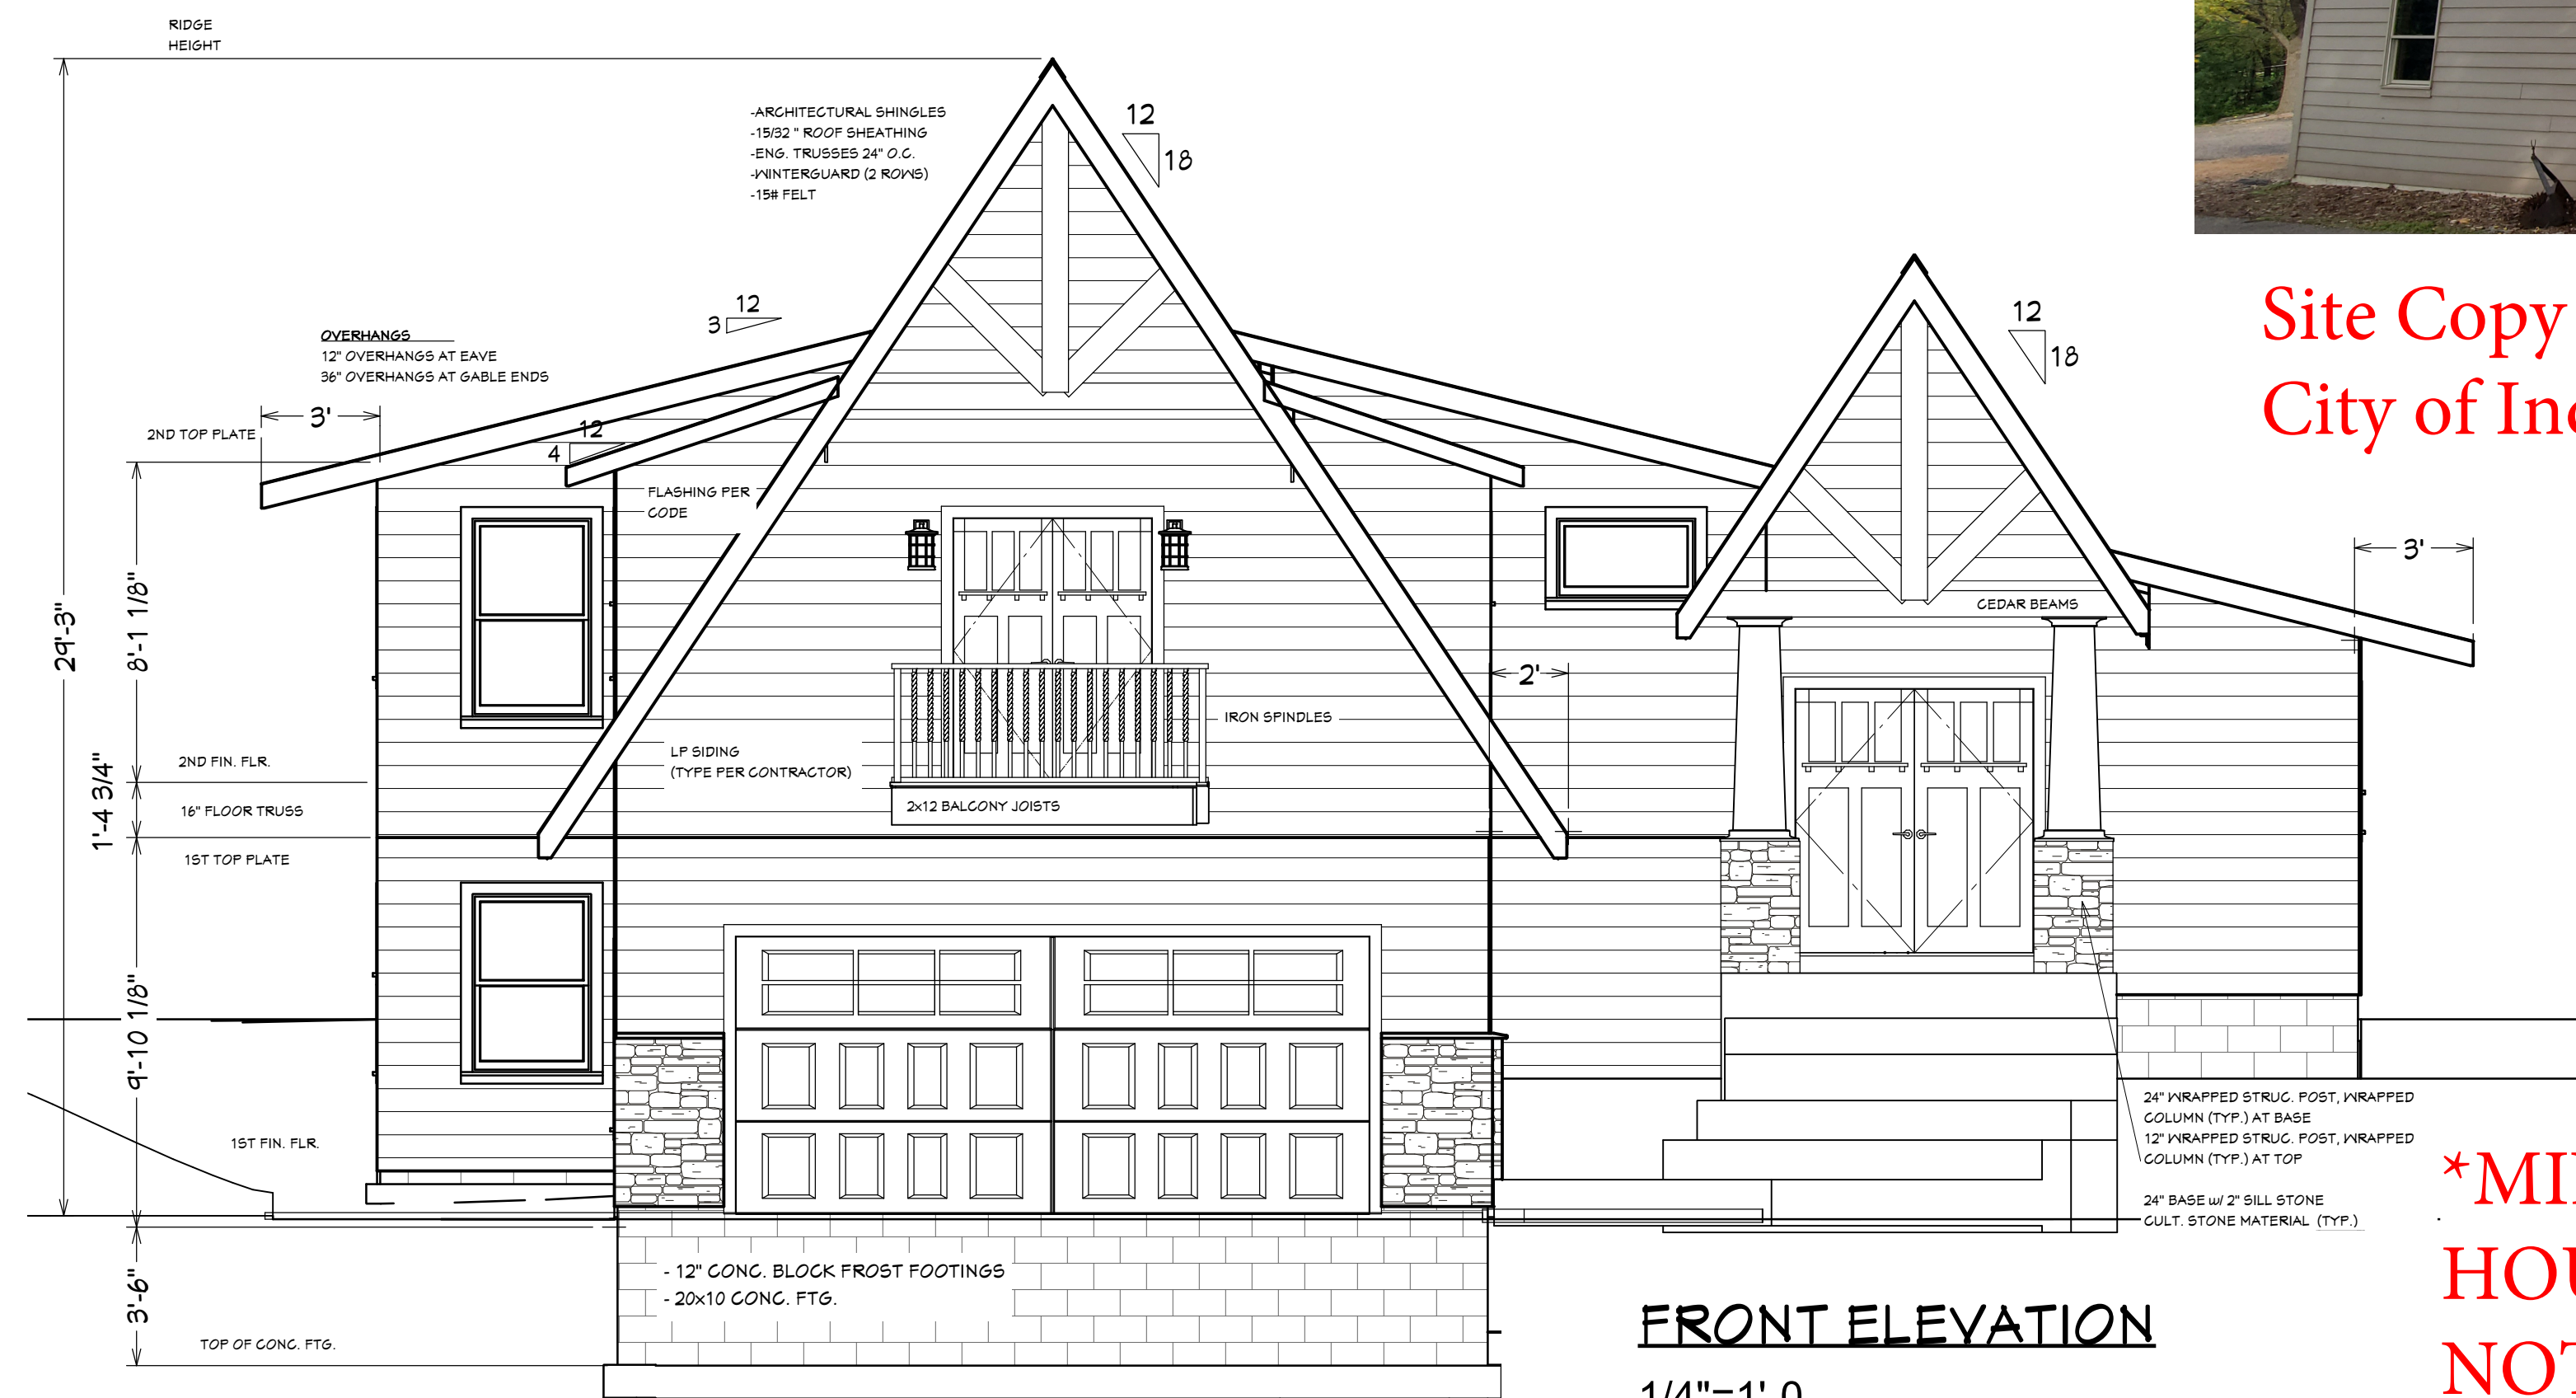 RIDGE
HEIGHT
-ARCHITECTURAL SHINGLES
-15/32 " ROOF SHEATHING
-ENG. TRUSSES 24" O.C.
-WINTERGUARD (2 ROWS)
-15# FELT
12
18
Site Copy
City of
12
18
12
3
OVERHANGS
12" OVERHANGS AT EAVE
36" OVERHANGS AT GABLE ENDS
3'
2ND TOP PLATE
12
4
FLASHING PER
CODE
3'
8'-1 1/8"
29'-3"
CEDAR BEAMS
2'
IRON SPINDLES
LP SIDING
(TYPE PER CONTRACTOR)
2ND FIN. FLR.
1'-4 3/4"
16" FLOOR TRUSS
2x12 BALCONY JOISTS
1ST TOP PLATE
9'-10 1/8"
1ST FIN. FLR.
24" WRAPPED STRUC. POST, WRAPPED
COLUMN (TYP.) AT BASE
12" WRAPPED STRUC. POST, WRAPPED
COLUMN (TYP.) AT TOP
24" BASE w/ 2" SILL STONE
CULT. STONE MATERIAL (TYP.)
3'-6"
- 12" CONC. BLOCK FROST FOOTINGS
- 20x10 CONC. FTG.
TOP OF CONC. FTG.
FRONT ELEVATION
1/4"=1'-0